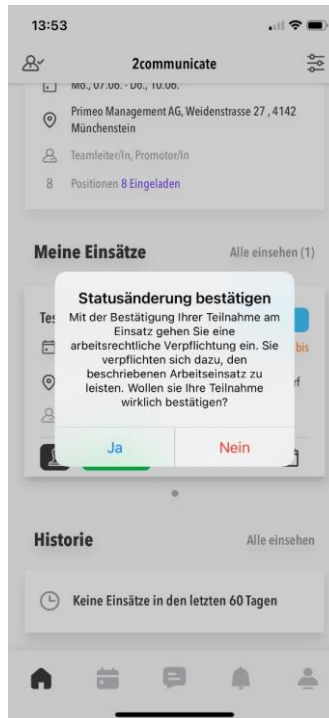 13:53
2communicate
Mo., 07.06. - Do., 10.06.
Primeo Management AG, Weidenstrasse 27 , 4142
Münchenstein
Teamleiter/In, Promotor/In
8 Positionen 8 Eingeladen
Meine Einsätze Alle einsehen (1)
Tes
bis
Statusänderung bestätigen
Mit der Bestätigung Ihrer Teilnahme am
Einsatz gehen Sie eine
arbeitsrechtliche Verpflichtung ein. Sie
verpflichten sich dazu, den
beschriebenen Arbeitseinsatz zu
leisten. Wollen sie Ihre Teilnahme
wirklich bestätigen?
Ja Nein
Historie Alle einsehen
Keine Einsätze in den letzten 60 Tagen